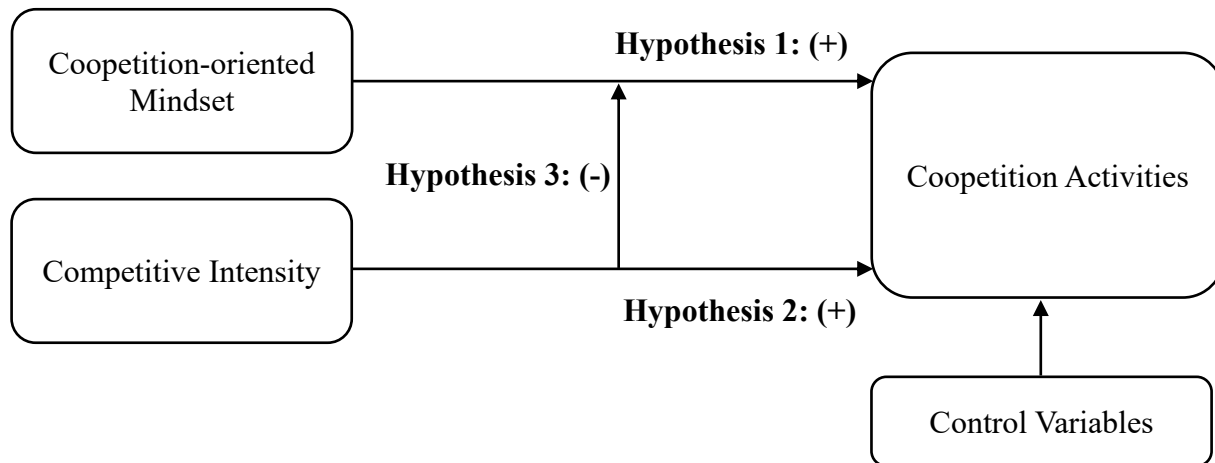 Hypothesis 1: (+)
Coopetition-oriented
Mindset
Hypothesis 3: (-)
Coopetition Activities
Competitive Intensity
Hypothesis 2: (+)
Control Variables